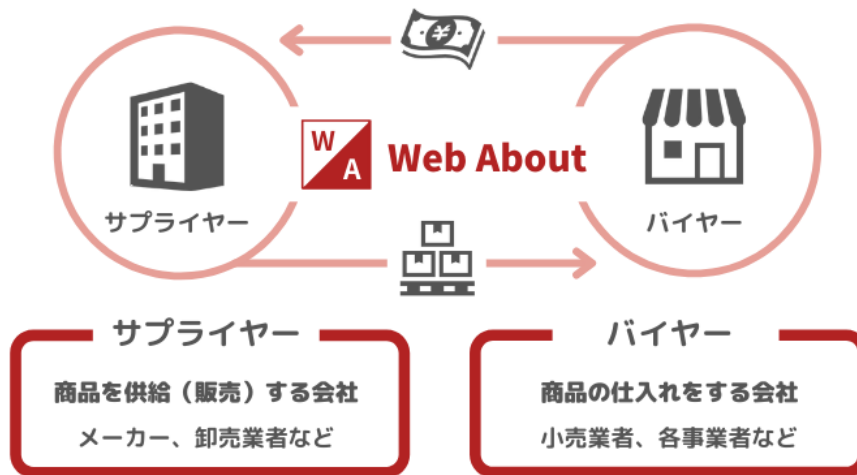 ¥
W
A
Web About
サプライヤー
バイヤー
サプライヤー
商品を供給（販売）する会社
メーカー、卸売業者など
バイヤー
商品の仕入れをする会社
小売業者、各事業者など